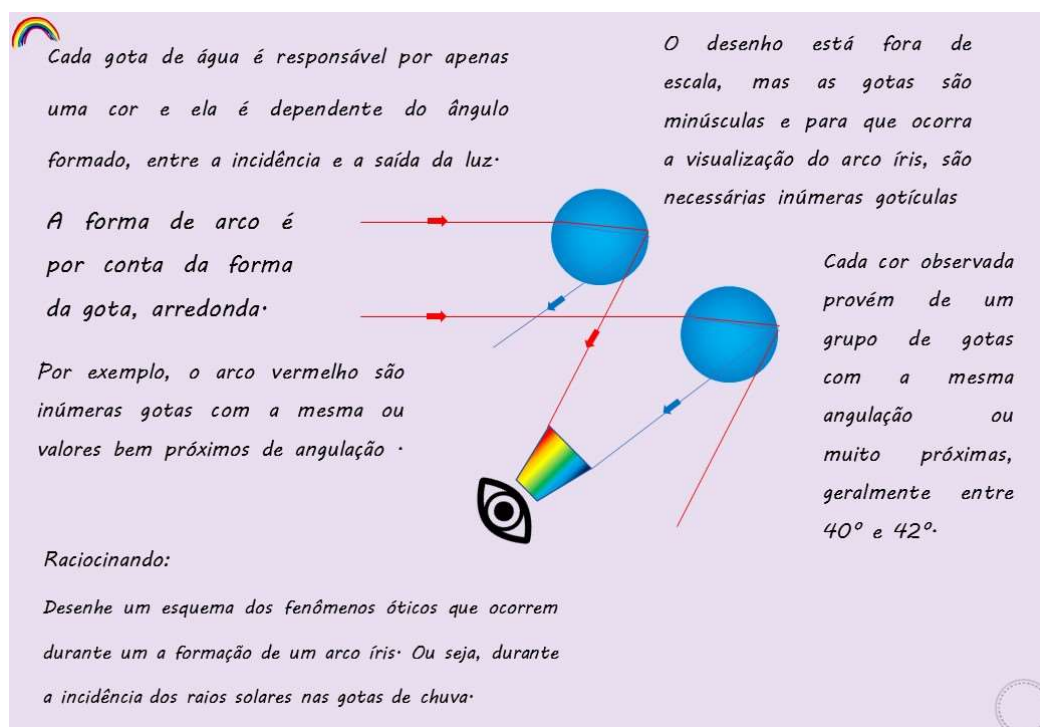 Cada gota de água é responsável por apenas
uma cor e ela é dependente do ângulo
formado, entre a incidência e a saída da luz.
O desenho está fora de
escala, mas as gotas são
minúsculas e para que ocorra
a visualização do arco íris, são
necessárias inúmeras gotículas
A forma de arco é
por conta da forma
da gota, arredonda.
Cada cor observada
provém de um
grupo de gotas
com a mesma
angulação ou
muito próximas,
geralmente entre
40º e 42º.
Por exemplo, o arco vermelho são
inúmeras gotas com a mesma ou
valores bem próximos de angulação .
Raciocinando:
Desenhe um esquema dos fenômenos óticos que ocorrem
durante um a formação de um arco íris. Ou seja, durante
a incidência dos raios solares nas gotas de chuva.